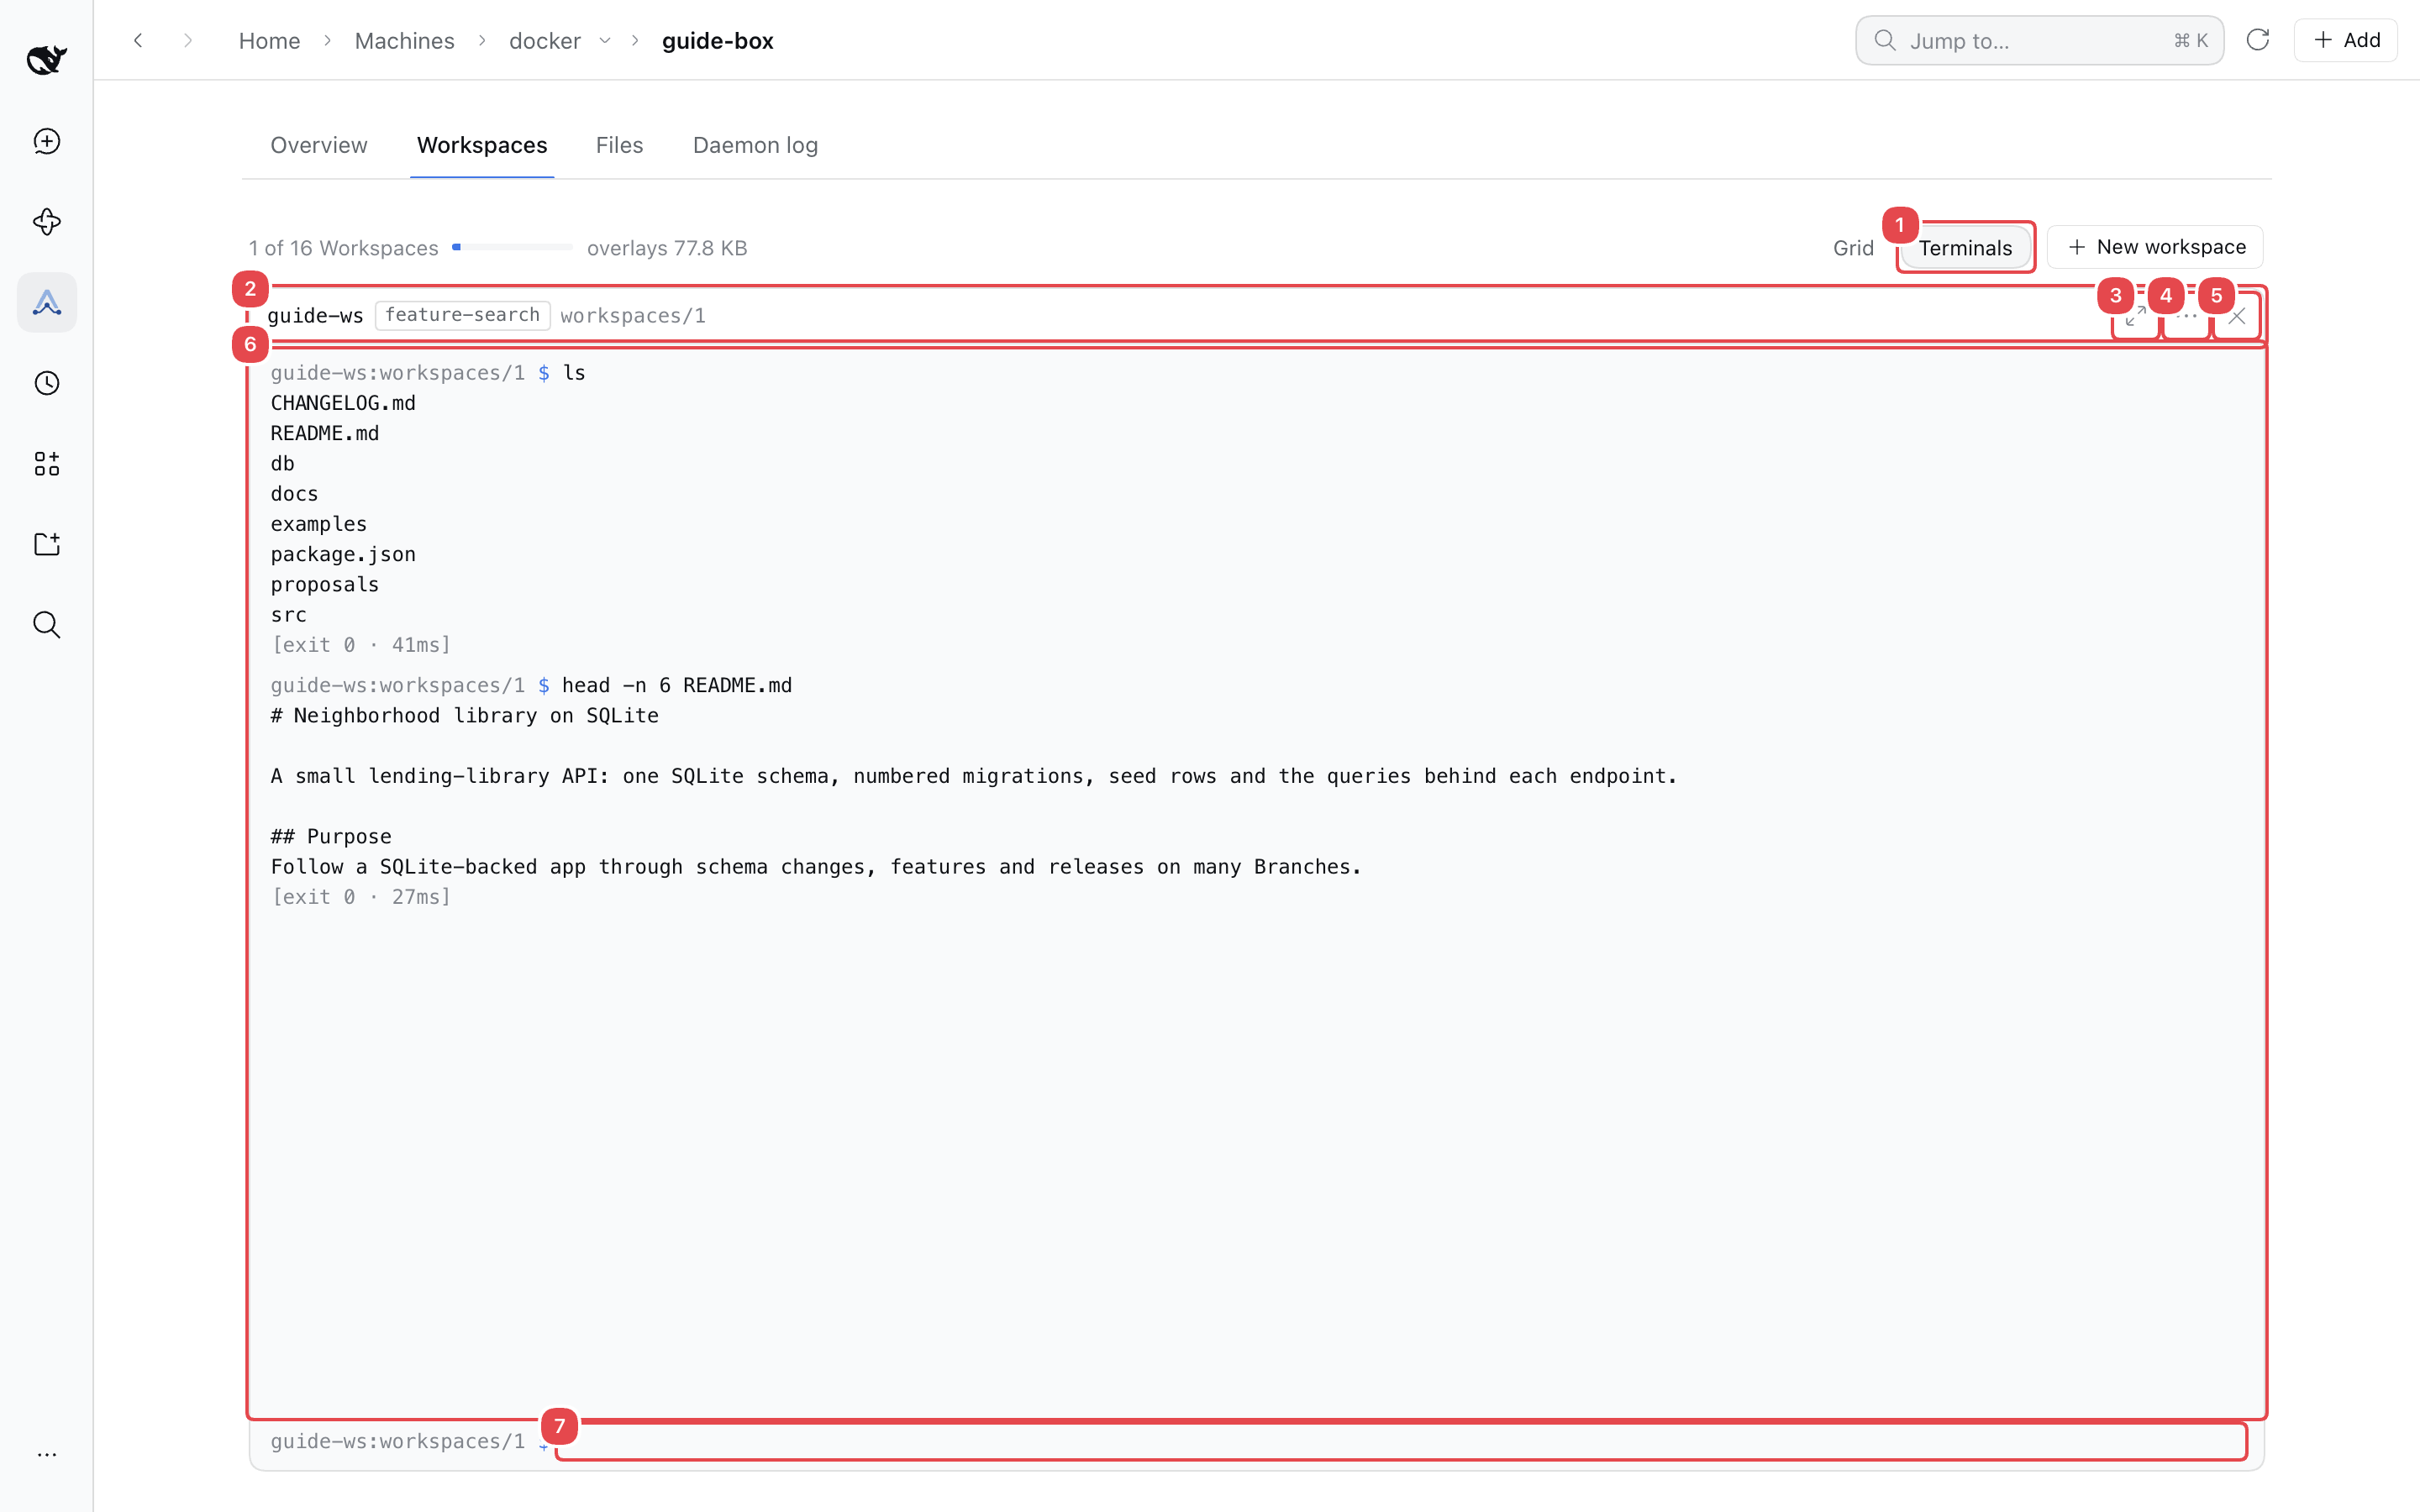 Home > Machines > docker > guide-box
Jump to... ⌘ K
+ Add
Overview Workspaces Files Daemon log
1 of 16 Workspaces overlays 77.8 KB
Grid 1 Terminals + New workspace
2 3 4 5
guide-ws feature-search workspaces/1
6
guide-ws:workspaces/1 $ ls
CHANGELOG.md
README.md
db
docs
examples
package.json
proposals
src
[exit 0 · 41ms]
guide-ws:workspaces/1 $ head -n 6 README.md
# Neighborhood library on SQLite
A small lending-library API: one SQLite schema, numbered migrations, seed rows and the queries behind each endpoint.
## Purpose
Follow a SQLite-backed app through schema changes, features and releases on many Branches.
[exit 0 · 27ms]
7
guide-ws:workspaces/1 $